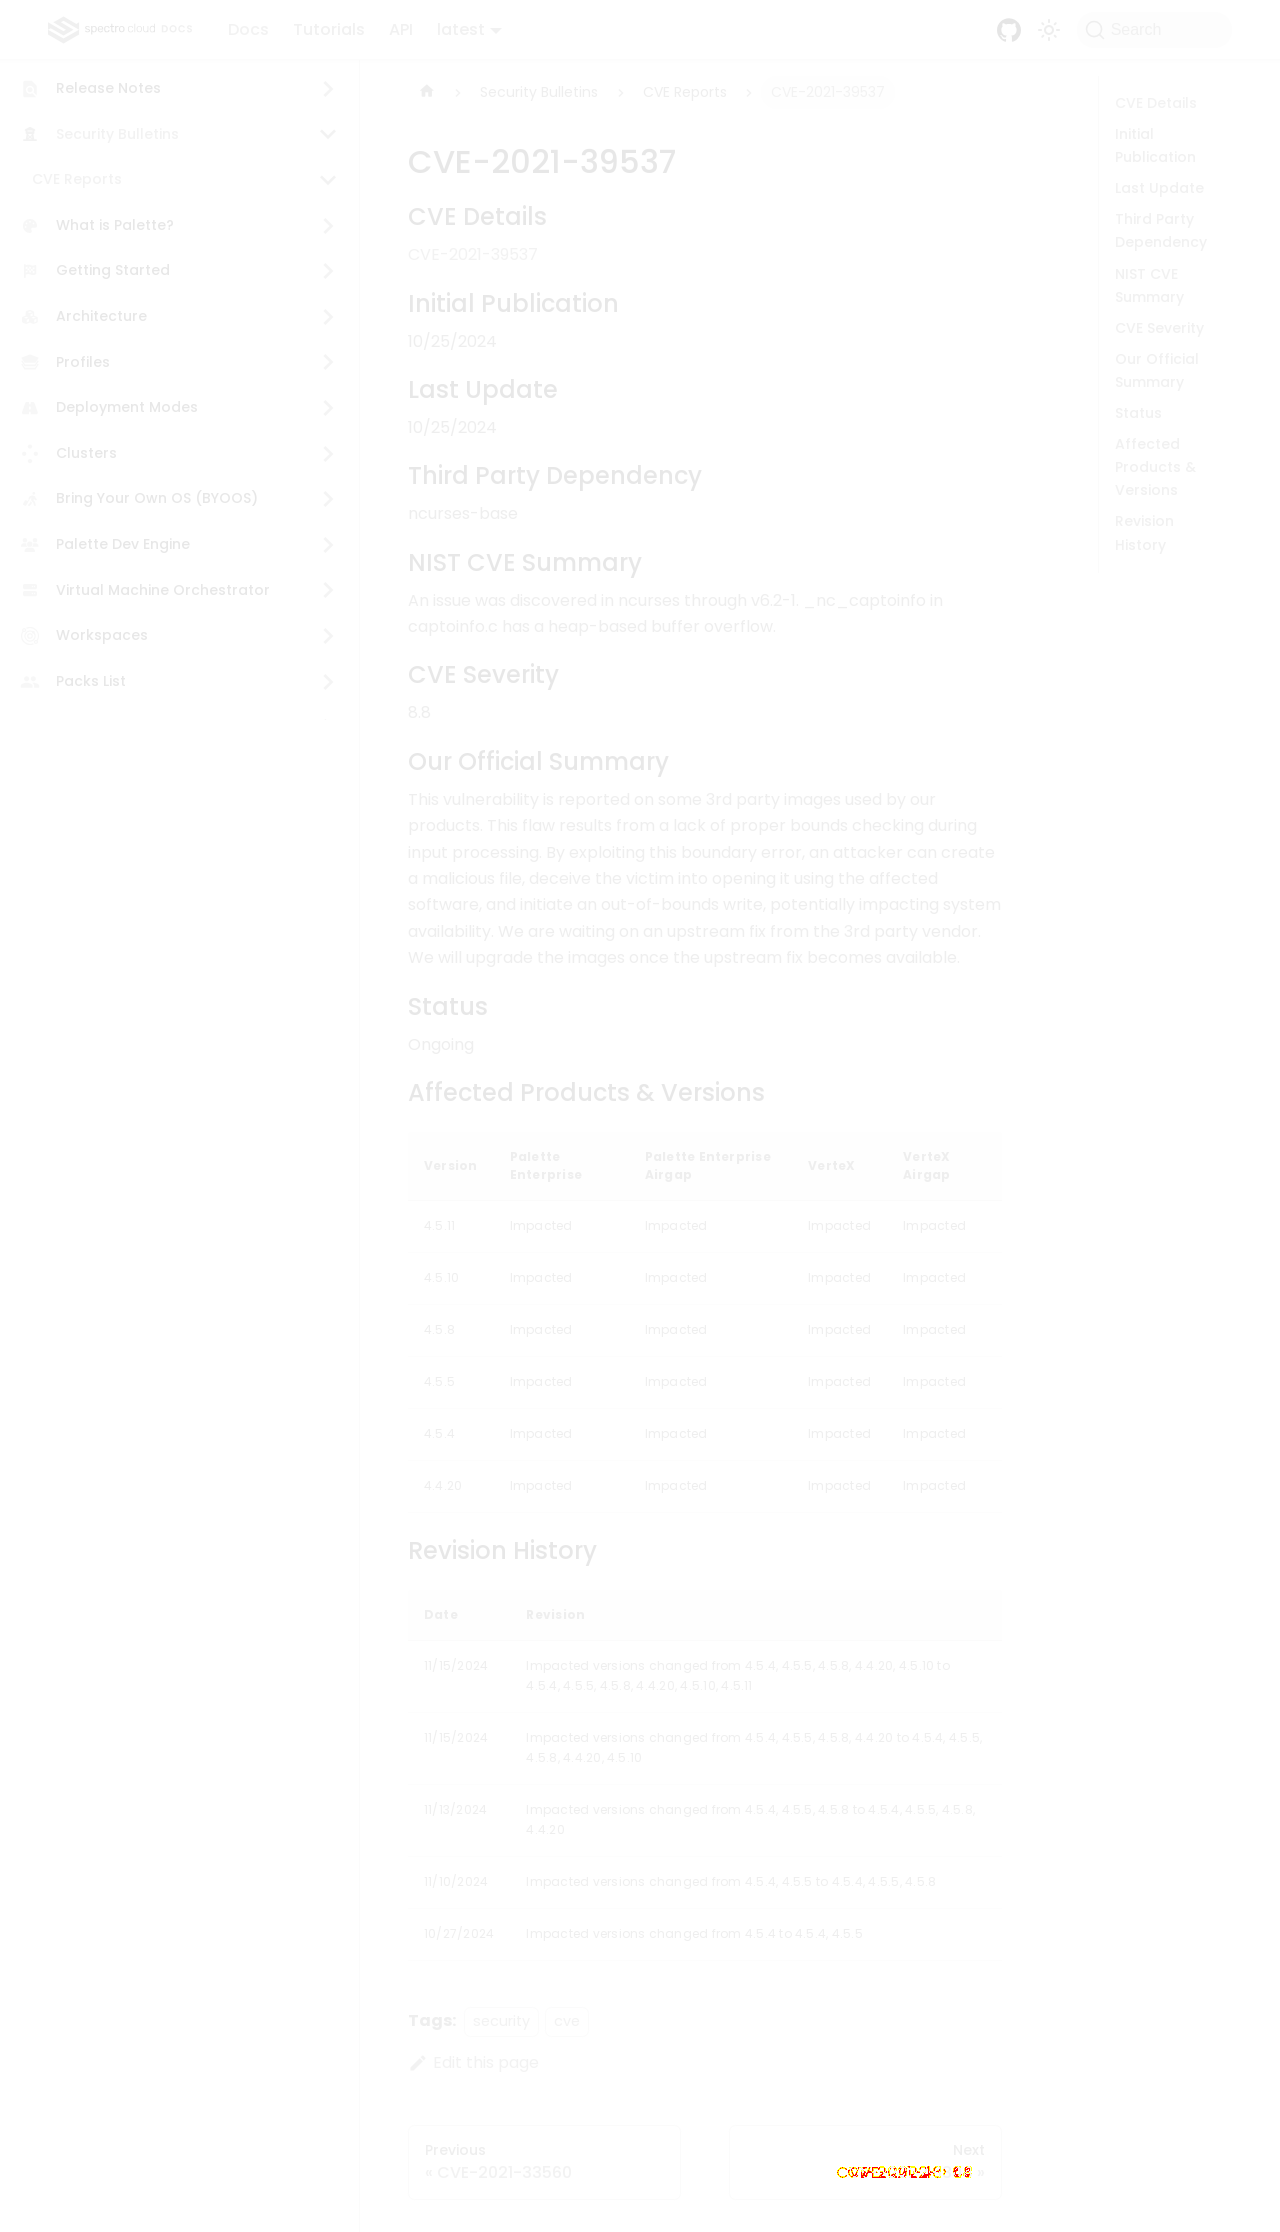 spectro cloud DOCS
Docs
Tutorials
API
latest
Search
Release Notes
Security Bulletins
CVE Reports
What is Palette?
Getting Started
Architecture
Profiles
Deployment Modes
Clusters
Bring Your Own OS (BYOOS)
Palette Dev Engine
Virtual Machine Orchestrator
Workspaces
Packs List
Security Bulletins
CVE Reports
CVE-2021-39537
CVE-2021-39537
CVE Details
CVE-2021-39537
Initial Publication
10/25/2024
Last Update
10/25/2024
Third Party Dependency
ncurses-base
NIST CVE Summary
An issue was discovered in ncurses through v6.2-1. _nc_captoinfo in
captoinfo.c has a heap-based buffer overflow.
CVE Severity
8.8
Our Official Summary
This vulnerability is reported on some 3rd party images used by our
products. This flaw results from a lack of proper bounds checking during
input processing. By exploiting this boundary error, an attacker can create
a malicious file, deceive the victim into opening it using the affected
software, and initiate an out-of-bounds write, potentially impacting system
availability. We are waiting on an upstream fix from the 3rd party vendor.
We will upgrade the images once the upstream fix becomes available.
Status
Ongoing
Affected Products & Versions
Version Palette Enterprise Palette Enterprise Airgap VerteX VerteX Airgap
4.5.11 Impacted Impacted Impacted Impacted
4.5.10 Impacted Impacted Impacted Impacted
4.5.8 Impacted Impacted Impacted Impacted
4.5.5 Impacted Impacted Impacted Impacted
4.5.4 Impacted Impacted Impacted Impacted
4.4.20 Impacted Impacted Impacted Impacted
Revision History
Date Revision
11/15/2024 Impacted versions changed from 4.5.4, 4.5.5, 4.5.8, 4.4.20, 4.5.10 to
4.5.4, 4.5.5, 4.5.8, 4.4.20, 4.5.10, 4.5.11
11/15/2024 Impacted versions changed from 4.5.4, 4.5.5, 4.5.8, 4.4.20 to 4.5.4, 4.5.5,
4.5.8, 4.4.20, 4.5.10
11/13/2024 Impacted versions changed from 4.5.4, 4.5.5, 4.5.8 to 4.5.4, 4.5.5, 4.5.8,
4.4.20
11/10/2024 Impacted versions changed from 4.5.4, 4.5.5 to 4.5.4, 4.5.5, 4.5.8
10/27/2024 Impacted versions changed from 4.5.4 to 4.5.4, 4.5.5
Tags: security cve
Edit this page
Previous
« CVE-2021-33560
Next
»
CVE Details
Initial
Publication
Last Update
Third Party
Dependency
NIST CVE
Summary
CVE Severity
Our Official
Summary
Status
Affected
Products &
Versions
Revision
History